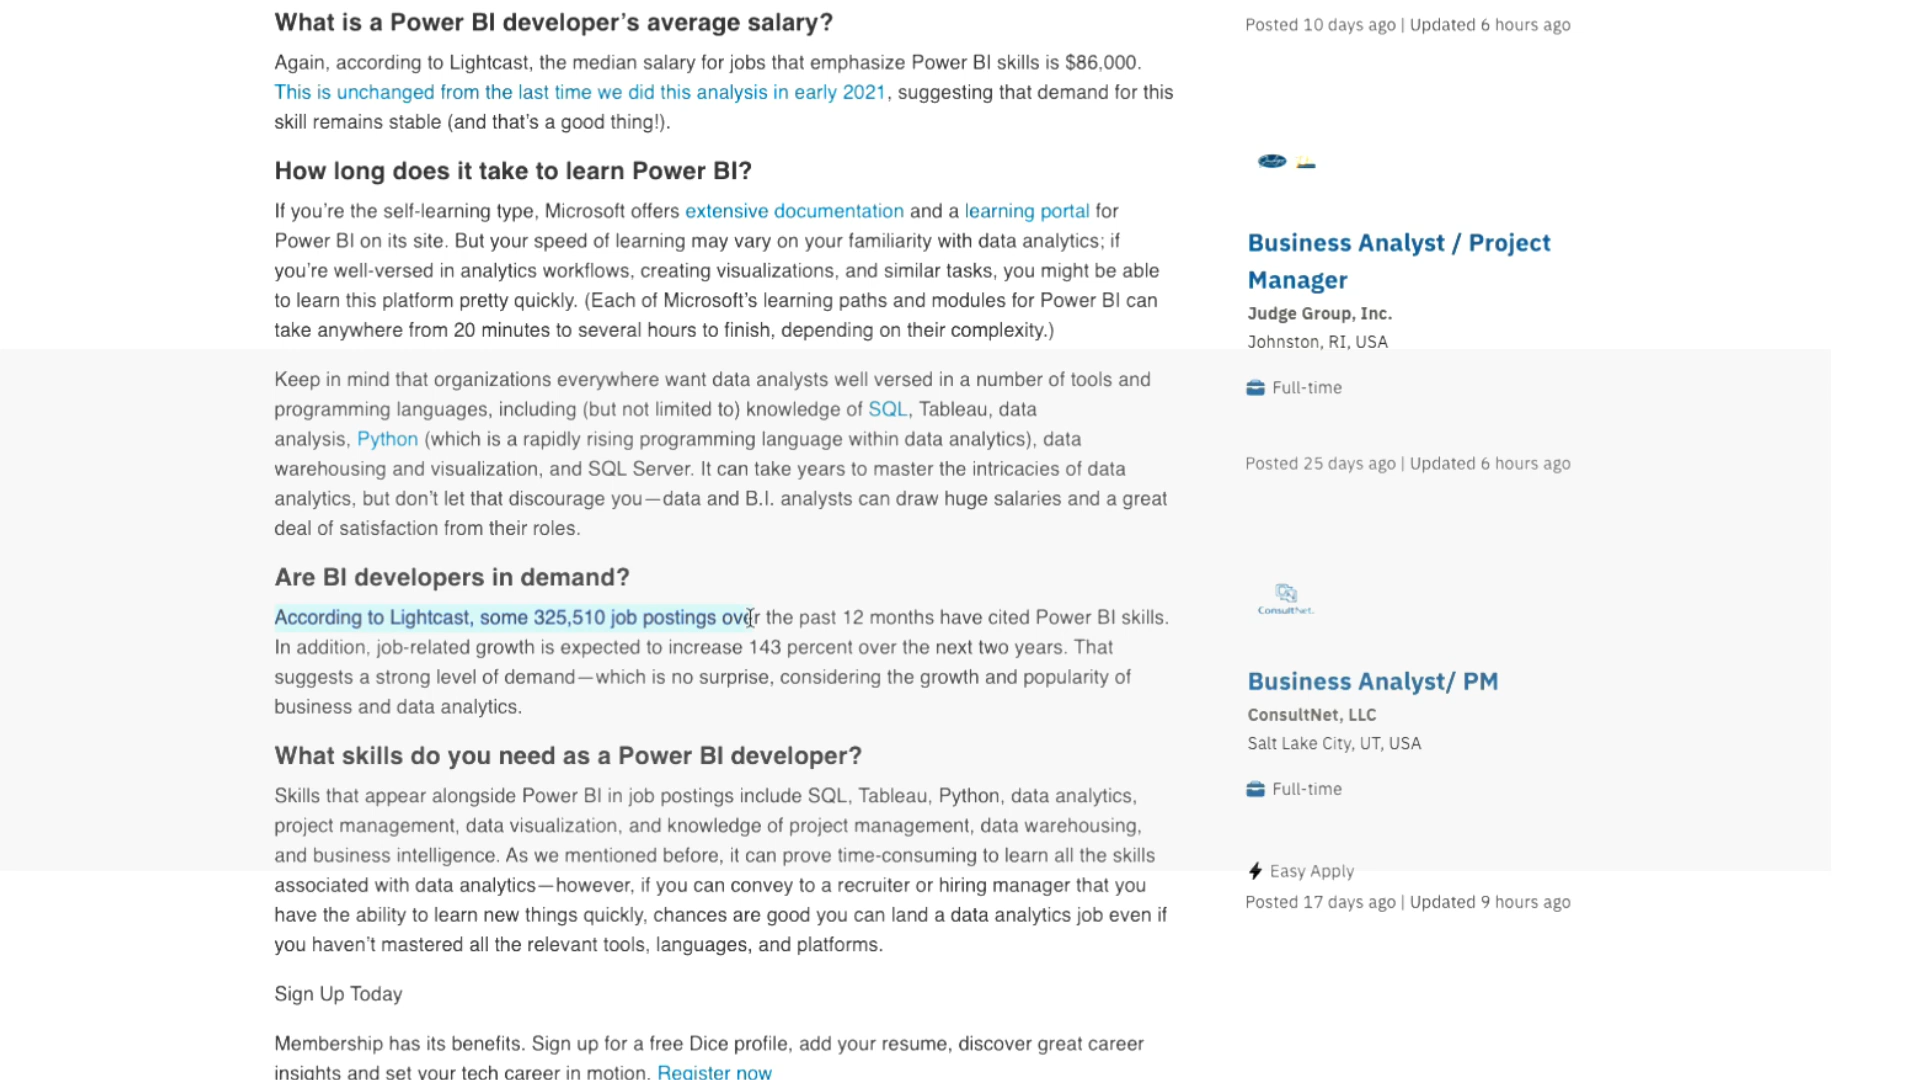 What is a Power BI developer’s average salary?
Again, according to Lightcast, the median salary for jobs that emphasize Power BI skills is $86,000.
This is unchanged from the last time we did this analysis in early 2021, suggesting that demand for this
skill remains stable (and that’s a good thing!).
How long does it take to learn Power BI?
If you’re the self-learning type, Microsoft offers extensive documentation and a learning portal for
Power BI on its site. But your speed of learning may vary on your familiarity with data analytics; if
you’re well-versed in analytics workflows, creating visualizations, and similar tasks, you might be able
to learn this platform pretty quickly. (Each of Microsoft’s learning paths and modules for Power BI can
take anywhere from 20 minutes to several hours to finish, depending on their complexity.)
Keep in mind that organizations everywhere want data analysts well versed in a number of tools and
programming languages, including (but not limited to) knowledge of SQL, Tableau, data
analysis, Python (which is a rapidly rising programming language within data analytics), data
warehousing and visualization, and SQL Server. It can take years to master the intricacies of data
analytics, but don’t let that discourage you—data and B.I. analysts can draw huge salaries and a great
deal of satisfaction from their roles.
Are BI developers in demand?
According to Lightcast, some 325,510 job postings over the past 12 months have cited Power BI skills.
In addition, job-related growth is expected to increase 143 percent over the next two years. That
suggests a strong level of demand—which is no surprise, considering the growth and popularity of
business and data analytics.
What skills do you need as a Power BI developer?
Skills that appear alongside Power BI in job postings include SQL, Tableau, Python, data analytics,
project management, data visualization, and knowledge of project management, data warehousing,
and business intelligence. As we mentioned before, it can prove time-consuming to learn all the skills
associated with data analytics—however, if you can convey to a recruiter or hiring manager that you
have the ability to learn new things quickly, chances are good you can land a data analytics job even if
you haven’t mastered all the relevant tools, languages, and platforms.
Sign Up Today
Membership has its benefits. Sign up for a free Dice profile, add your resume, discover great career
insights and set your tech career in motion. Register now
Posted 10 days ago | Updated 6 hours ago
Judge
Business Analyst / Project
Manager
Judge Group, Inc.
Johnston, RI, USA
Full-time
Posted 25 days ago | Updated 6 hours ago
ConsultNet.
Business Analyst/ PM
ConsultNet, LLC
Salt Lake City, UT, USA
Full-time
Easy Apply
Posted 17 days ago | Updated 9 hours ago